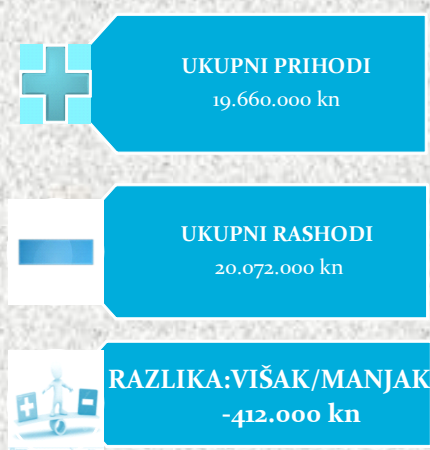 UKUPNI PRIHODI
19.660.000 kn
UKUPNI RASHODI
20.072.000 kn
RAZLIKA:VIŠAK/MANJAK
-412.000 kn